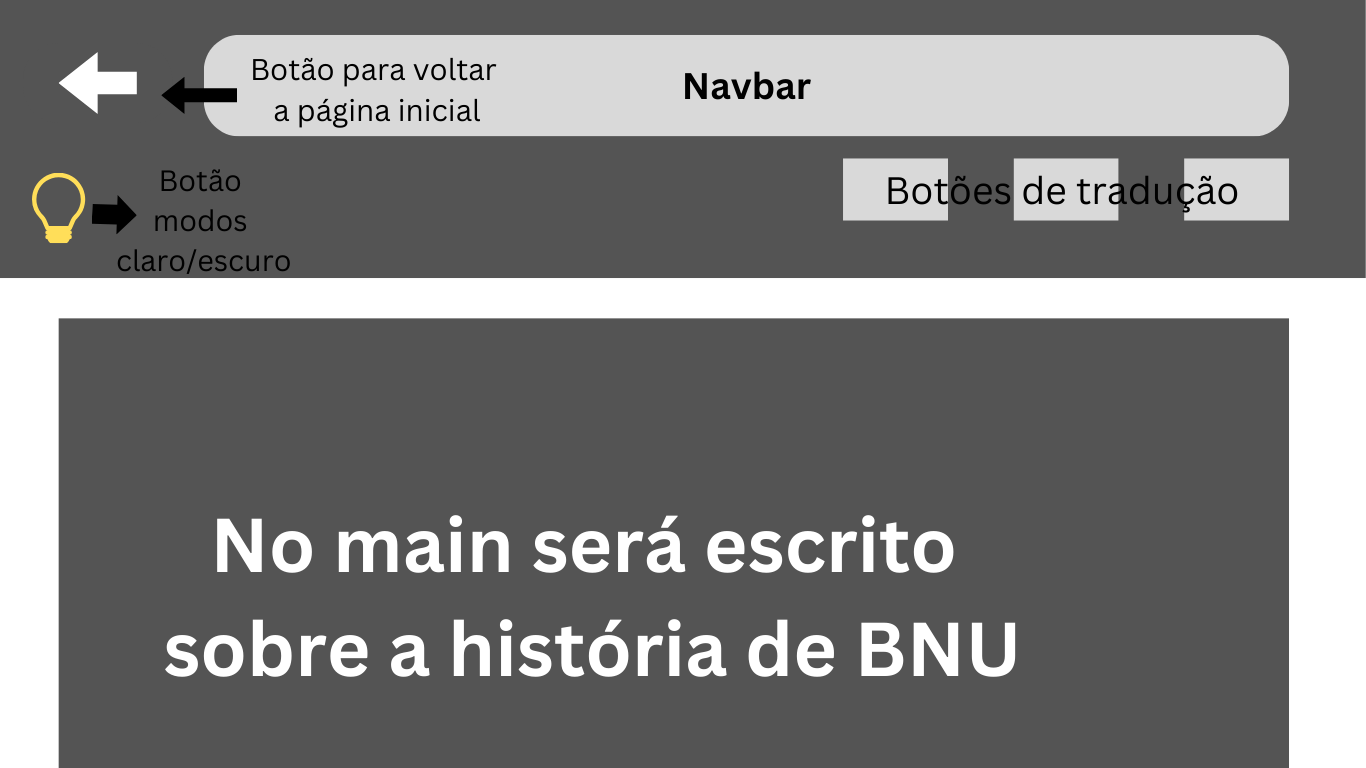 Botão para voltar
a página inicial
Navbar
Botão
modos
claro/escuro
Botões de tradução
No main será escrito
sobre a história de BNU